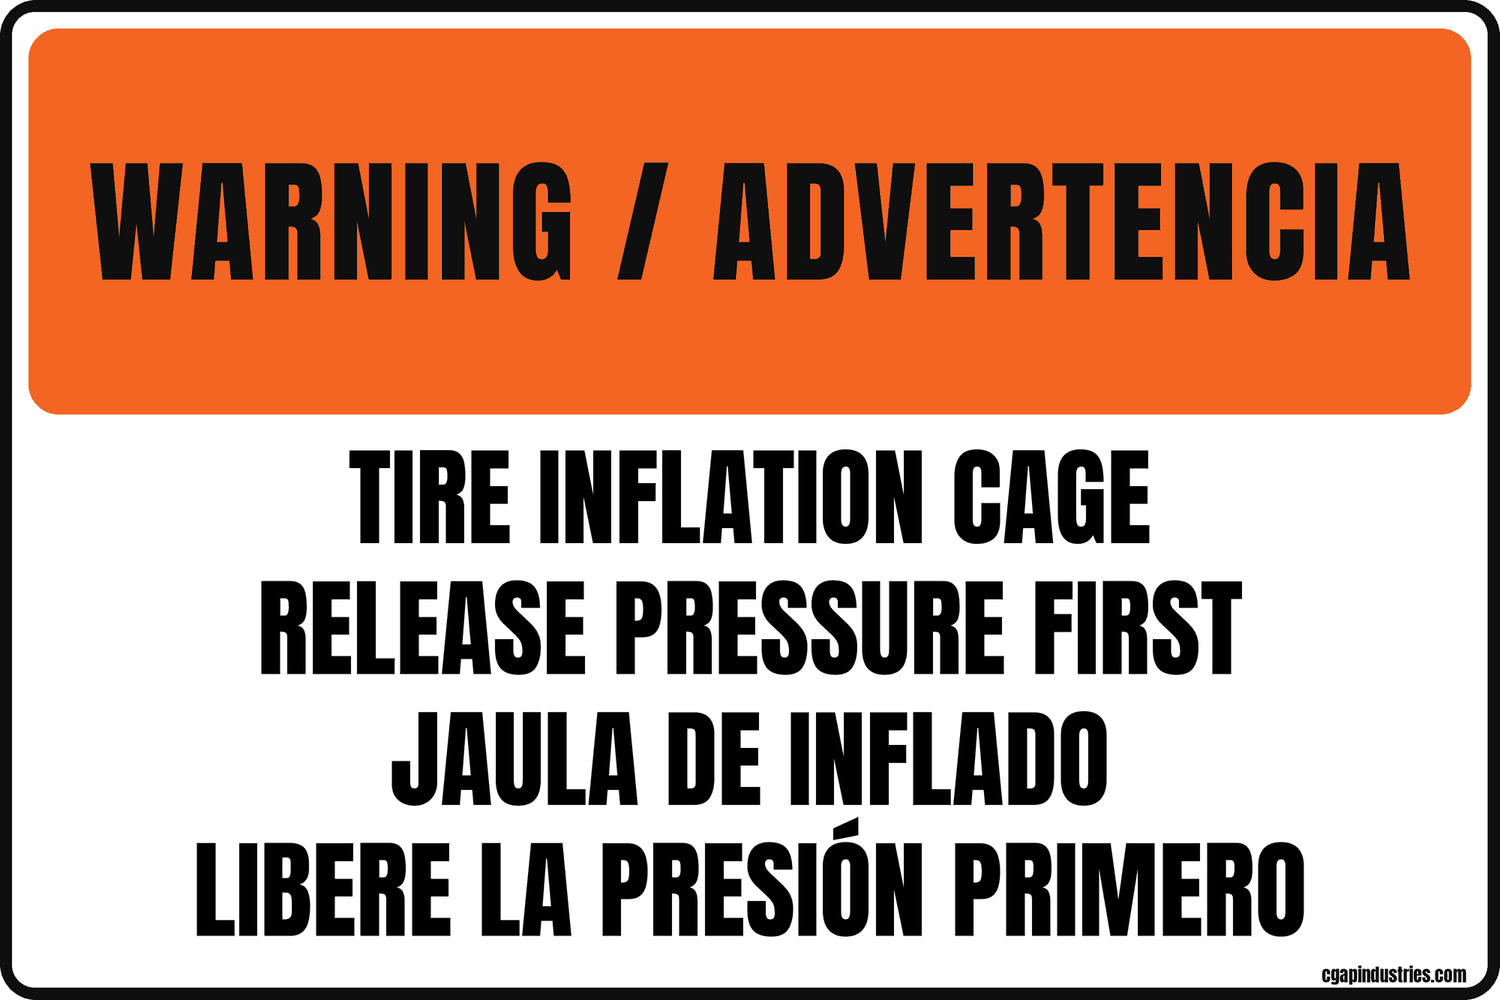 WARNING / ADVERTENCIA
TIRE INFLATION CAGE
RELEASE PRESSURE FIRST
JAULA DE INFLADO
LIBERE LA PRESIÓN PRIMERO
cgapindustries.com